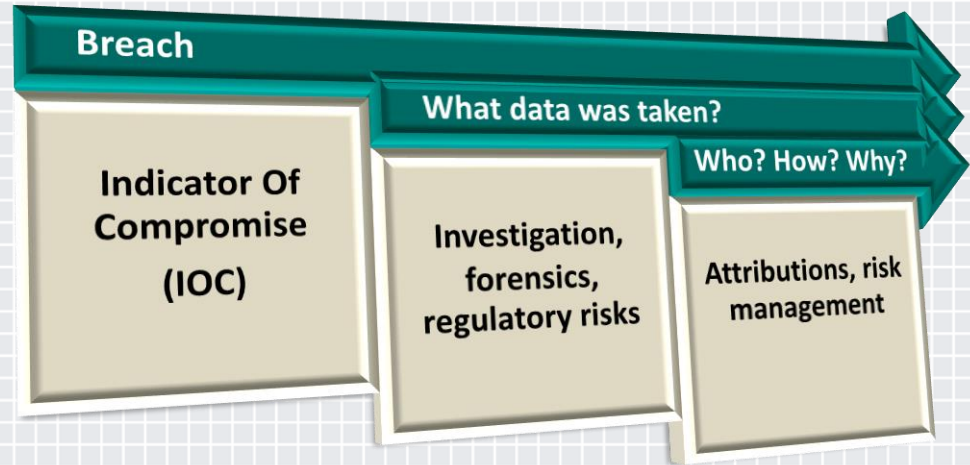 Breach
What data was taken?
Who? How? Why?
Indicator Of
Compromise
(IOC)
Investigation,
forensics,
regulatory risks
Attributions, risk
management